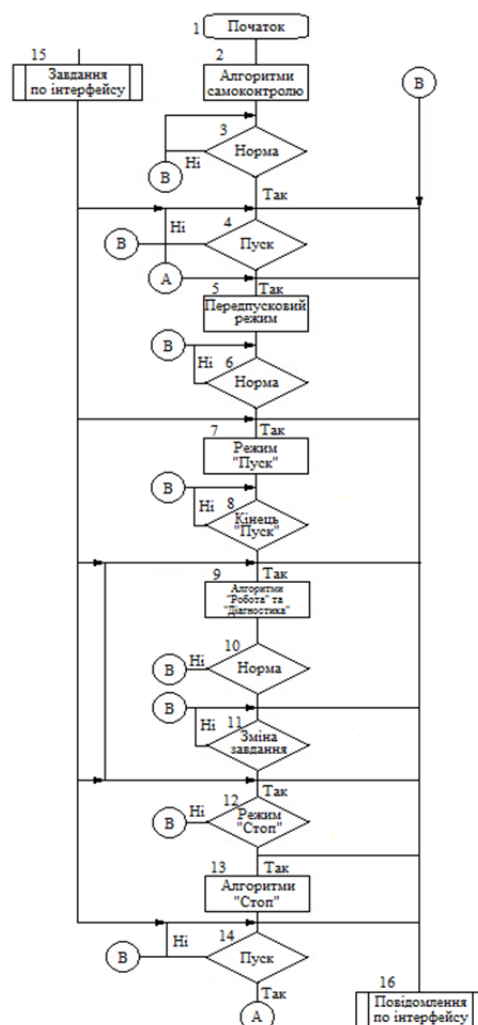 1
Початок
15
Завдання
по інтерфейсу
2
Алгоритми
самоконтролю
В
3
Норма
Ні
В
Так
4
Пуск
Ні
В
А
5
Так
Передпусковий
режим
В
Ні
6
Норма
7
Так
Режим
"Пуск"
В
Ні
8
Кінець
"Пуск"
9
Так
Алгоритми
"Робота" та
"Діагностика"
10
Норма
В
Ні
В
Ні
11
Зміна
завдання
Так
12
Режим
"Стоп"
В
Ні
13
Так
Алгоритми
"Стоп"
14
Пуск
Ні
В
Так
А
16
Повідомлення
по інтерфейсу